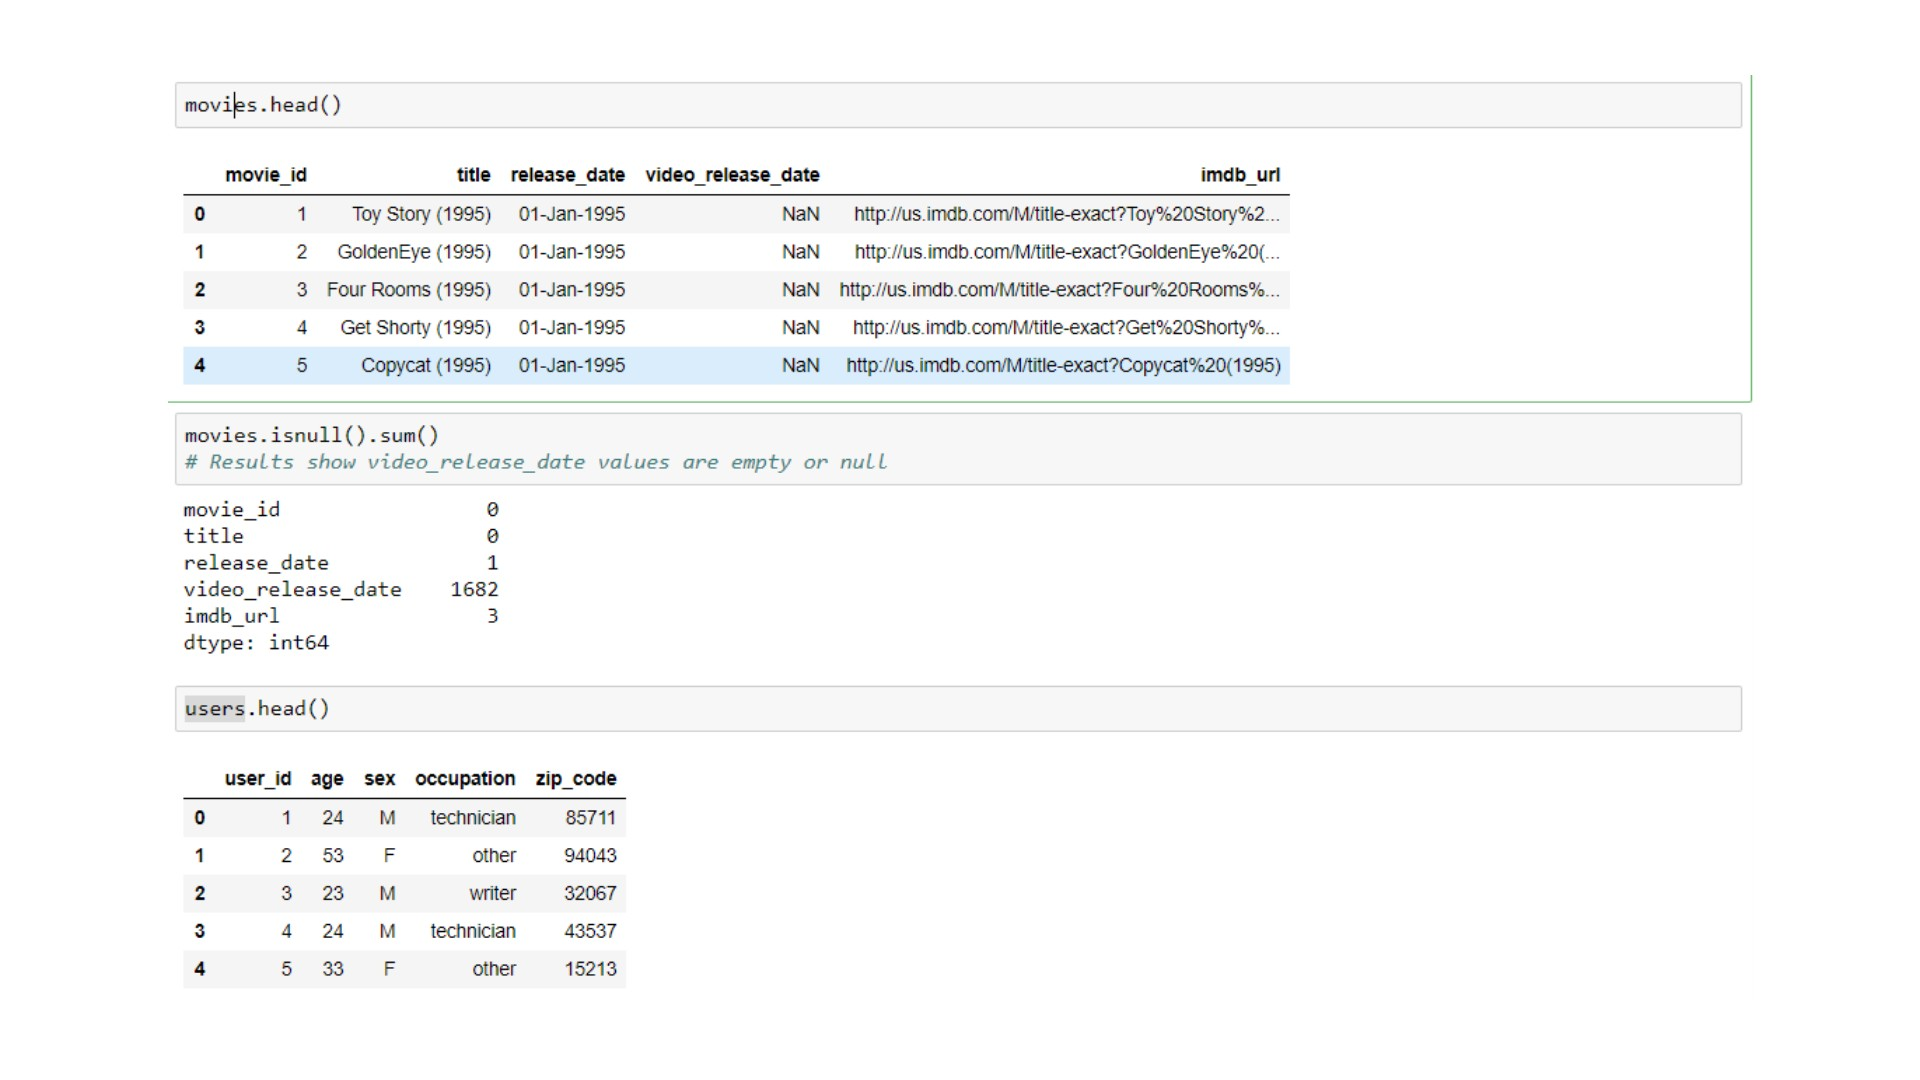 movies.head()
movie_id title release_date video_release_date imdb_url
0 1 Toy Story (1995) 01-Jan-1995 NaN http://us.imdb.com/M/title-exact?Toy%20Story%2...
1 2 GoldenEye (1995) 01-Jan-1995 NaN http://us.imdb.com/M/title-exact?GoldenEye%20(...
2 3 Four Rooms (1995) 01-Jan-1995 NaN http://us.imdb.com/M/title-exact?Four%20Rooms%...
3 4 Get Shorty (1995) 01-Jan-1995 NaN http://us.imdb.com/M/title-exact?Get%20Shorty%...
4 5 Copycat (1995) 01-Jan-1995 NaN http://us.imdb.com/M/title-exact?Copycat%20(1995)
movies.isnull().sum()
# Results show video_release_date values are empty or null
movie_id 0
title 0
release_date 1
video_release_date 1682
imdb_url 3
dtype: int64
users.head()
user_id age sex occupation zip_code
0 1 24 M technician 85711
1 2 53 F other 94043
2 3 23 M writer 32067
3 4 24 M technician 43537
4 5 33 F other 15213